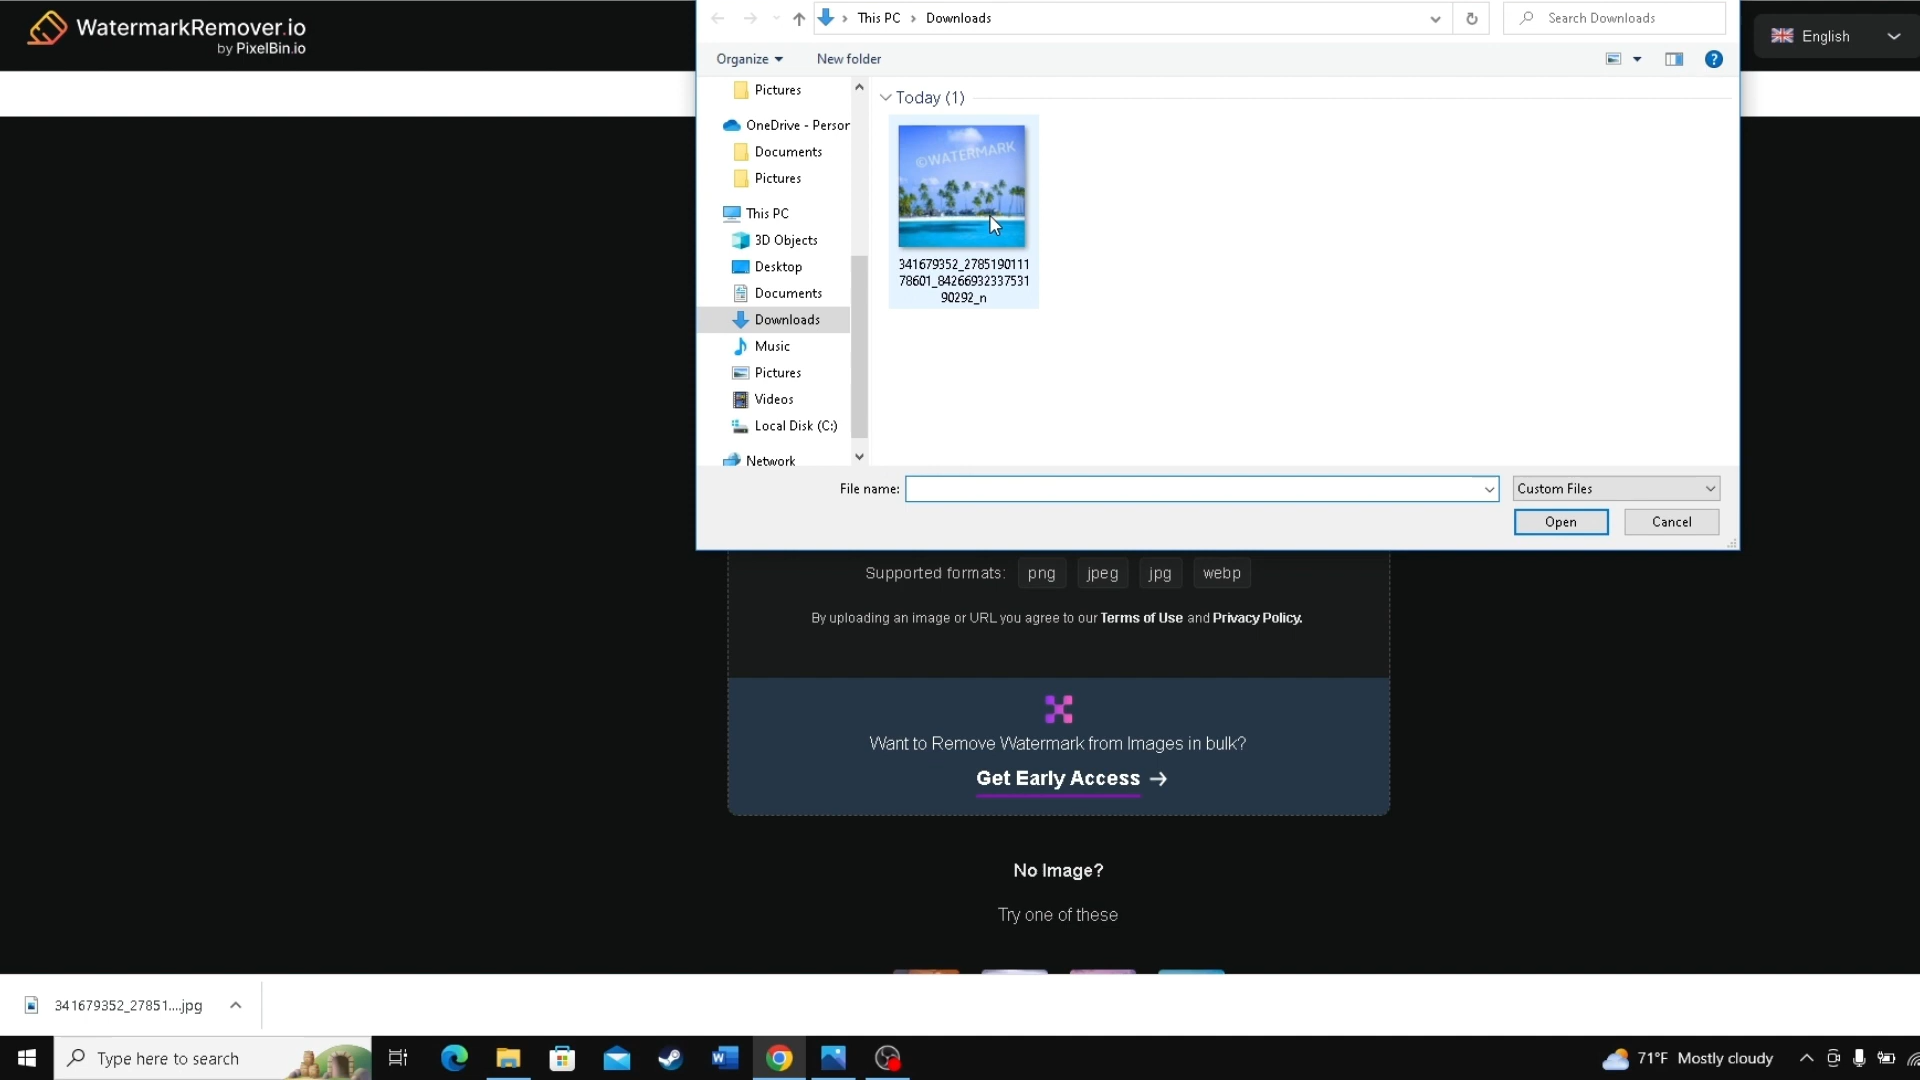 WatermarkRemover.io
by PixelBin.io
This PC > Downloads
Search Downloads
English
Organize
New folder
?
Pictures
OneDrive - Person
Documents
Pictures
This PC
3D Objects
Desktop
Documents
Downloads
Music
Pictures
Videos
Local Disk (C:)
Network
Today (1)
©WATERMARK
341679352_2785190111
78601_84266932337531
90292_n
File name:
Custom Files
Open
Cancel
Supported formats: png jpeg jpg webp
By uploading an image or URL you agree to our Terms of Use and Privacy Policy.
Want to Remove Watermark from Images in bulk?
Get Early Access →
No Image?
Try one of these
341679352_27851....jpg
Type here to search
71°F Mostly cloudy